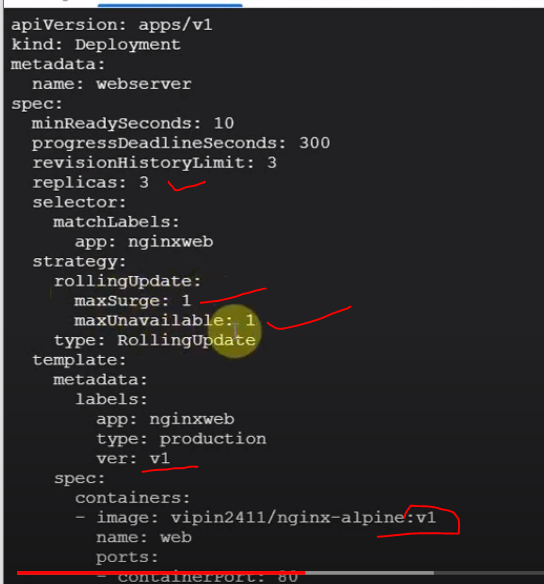 apiVersion: apps/v1
kind: Deployment
metadata:
  name: webserver
spec:
  minReadySeconds: 10
  progressDeadlineSeconds: 300
  revisionHistoryLimit: 3
  replicas: 3
  selector:
    matchLabels:
      app: nginxweb
  strategy:
    rollingUpdate:
      maxSurge: 1
      maxUnavailable: 1
    type: RollingUpdate
  template:
    metadata:
      labels:
        app: nginxweb
        type: production
        ver: v1
    spec:
      containers:
      - image: vipin2411/nginx-alpine:v1
        name: web
        ports:
        - containerPort: 80